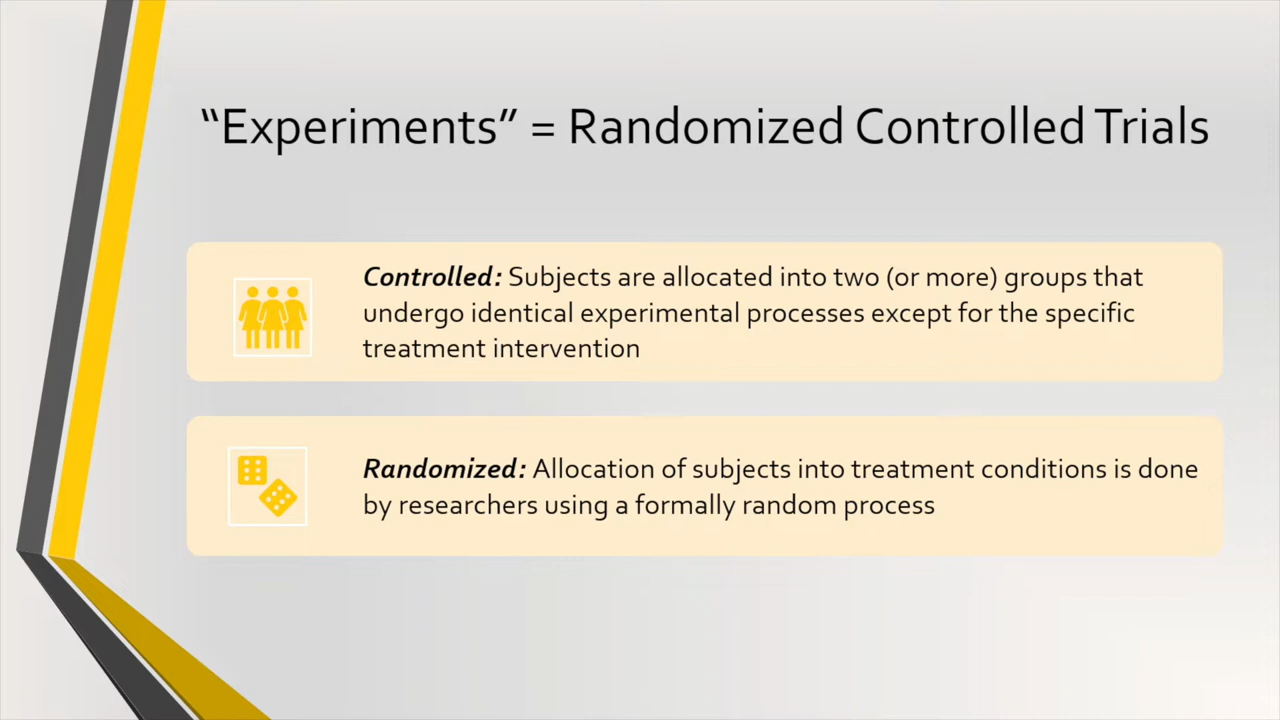 “Experiments” = Randomized Controlled Trials
Controlled: Subjects are allocated into two (or more) groups that
undergo identical experimental processes except for the specific
treatment intervention
Randomized: Allocation of subjects into treatment conditions is done
by researchers using a formally random process